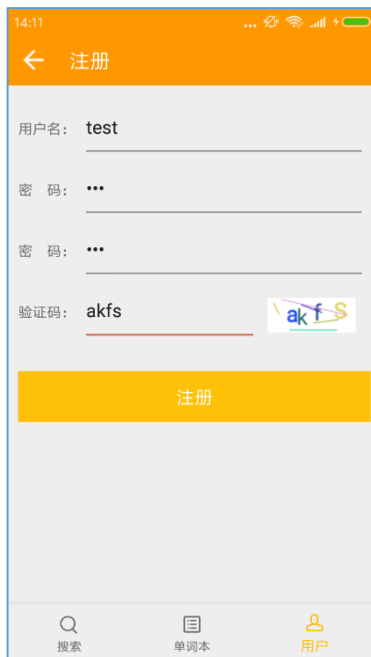 14:11
注册
用户名： test
密 码： •••
密 码： •••
验证码： akfs akfS
注册
搜索 单词本 用户